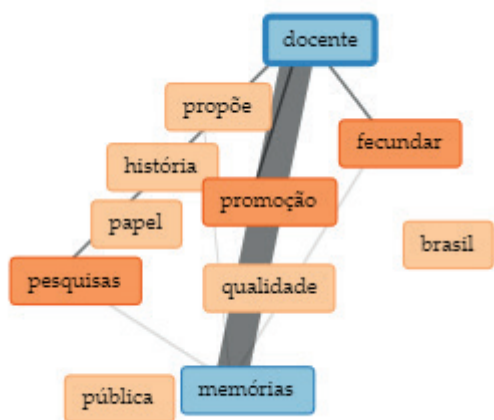 docente
propõe
fecundar
história
promoção
papel
brasil
pesquisas
qualidade
pública
memórias